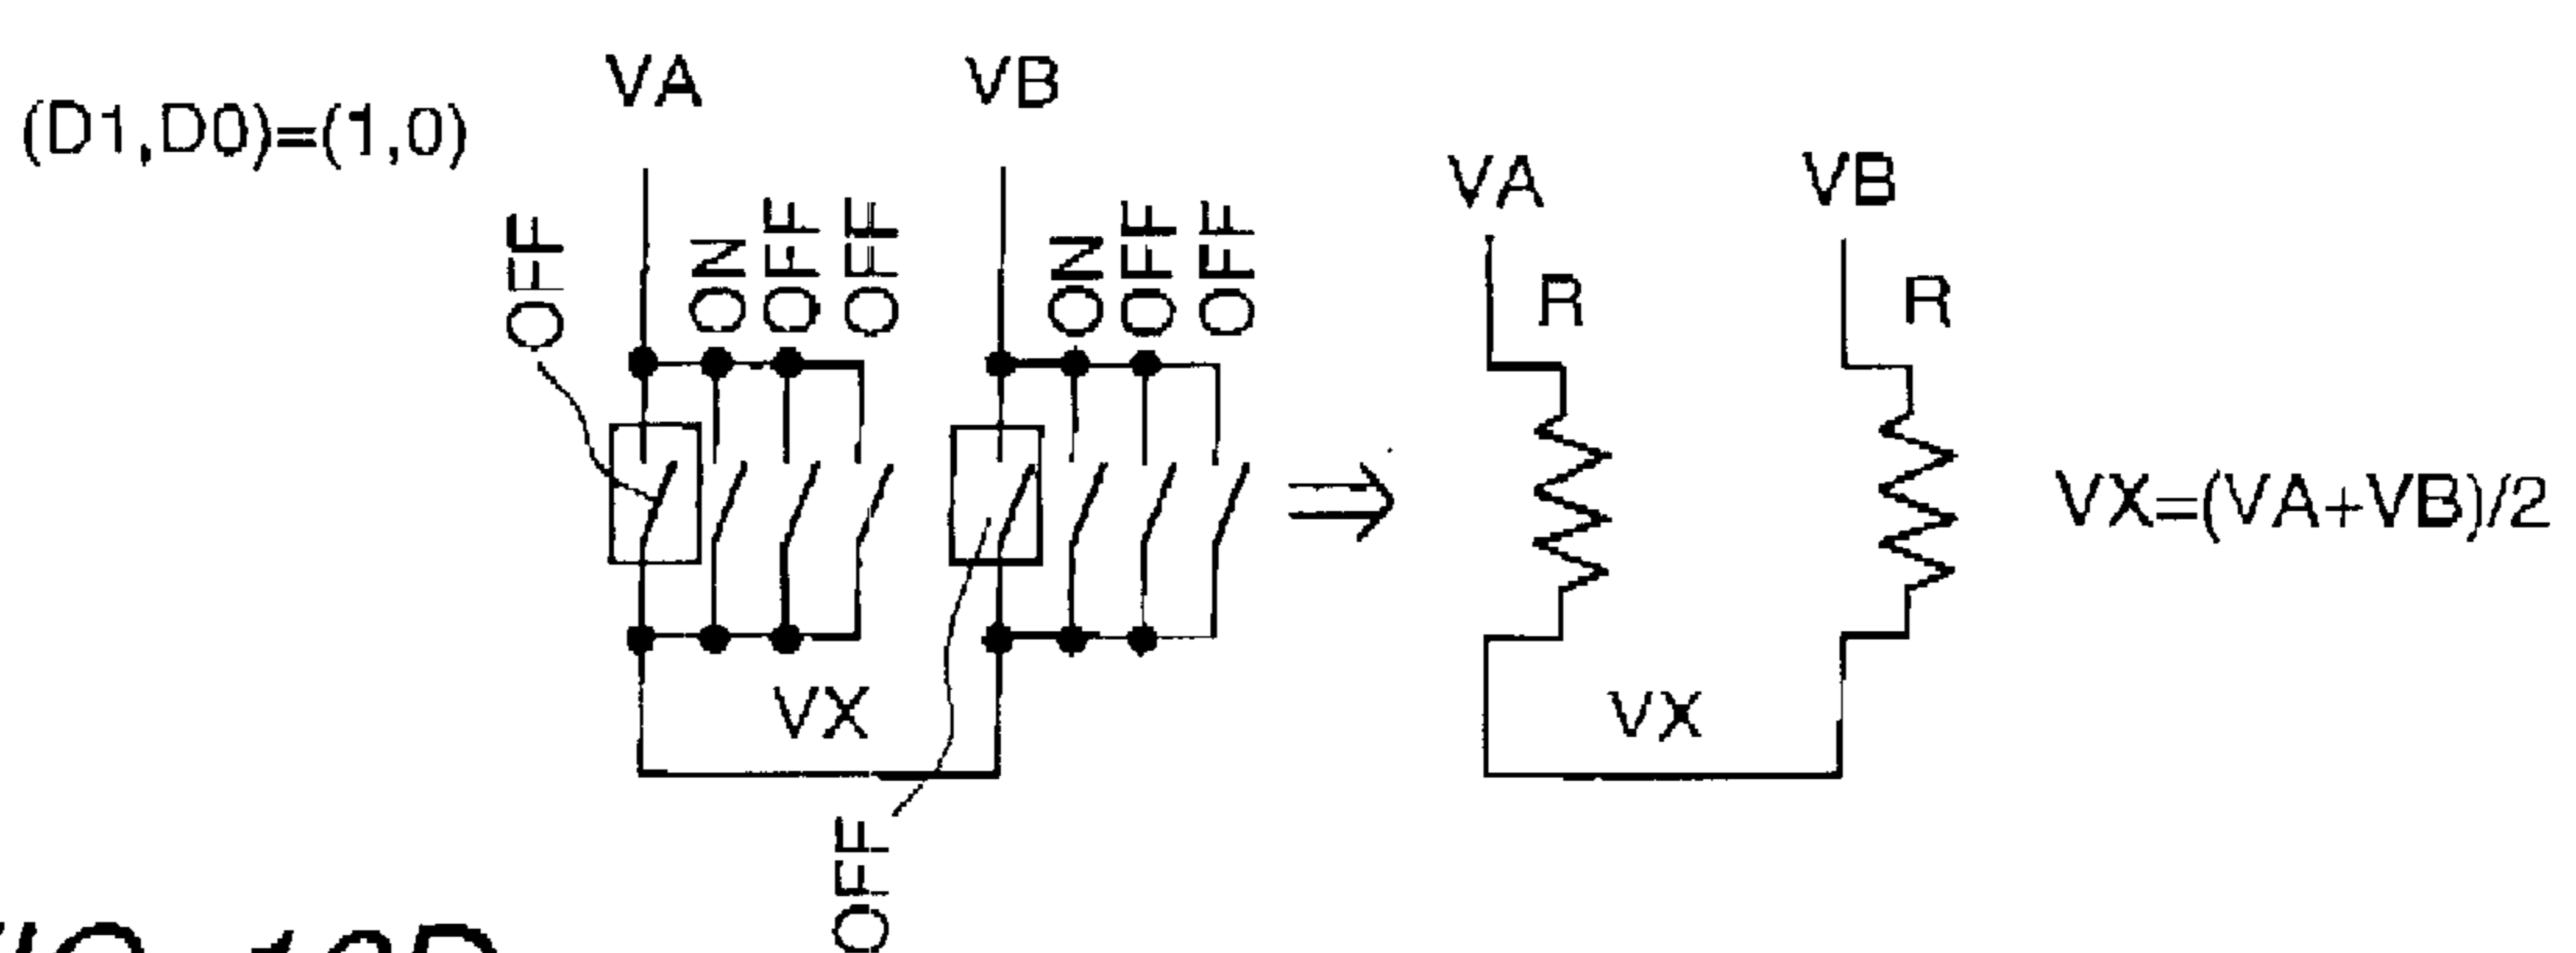 (D1,D0)=(1,0)
VA
VB
OFF
ON
OFF
OFF
ON
OFF
OFF
VX
OFF
VA
VB
R
R
VX
VX=(VA+VB)/2